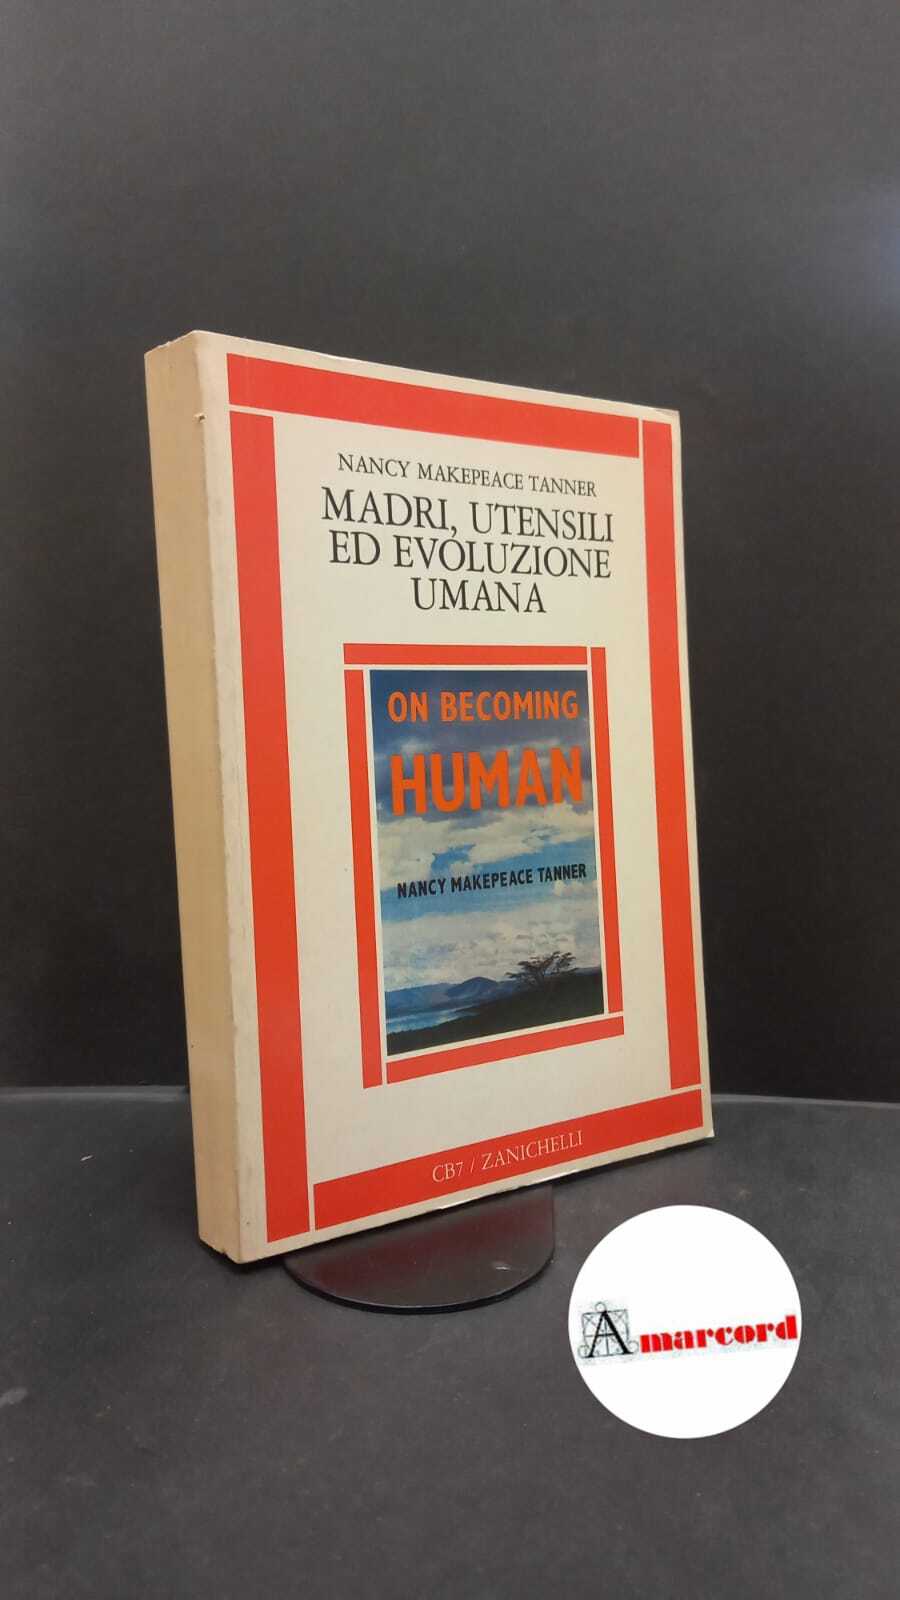 NANCY MAKEPEACE TANNER
MADRI, UTENSILI
ED EVOLUZIONE
UMANA
ON BECOMING
HUMAN
NANCY MAKEPEACE TANNER
CB7 / ZANICHELLI
Amarcord